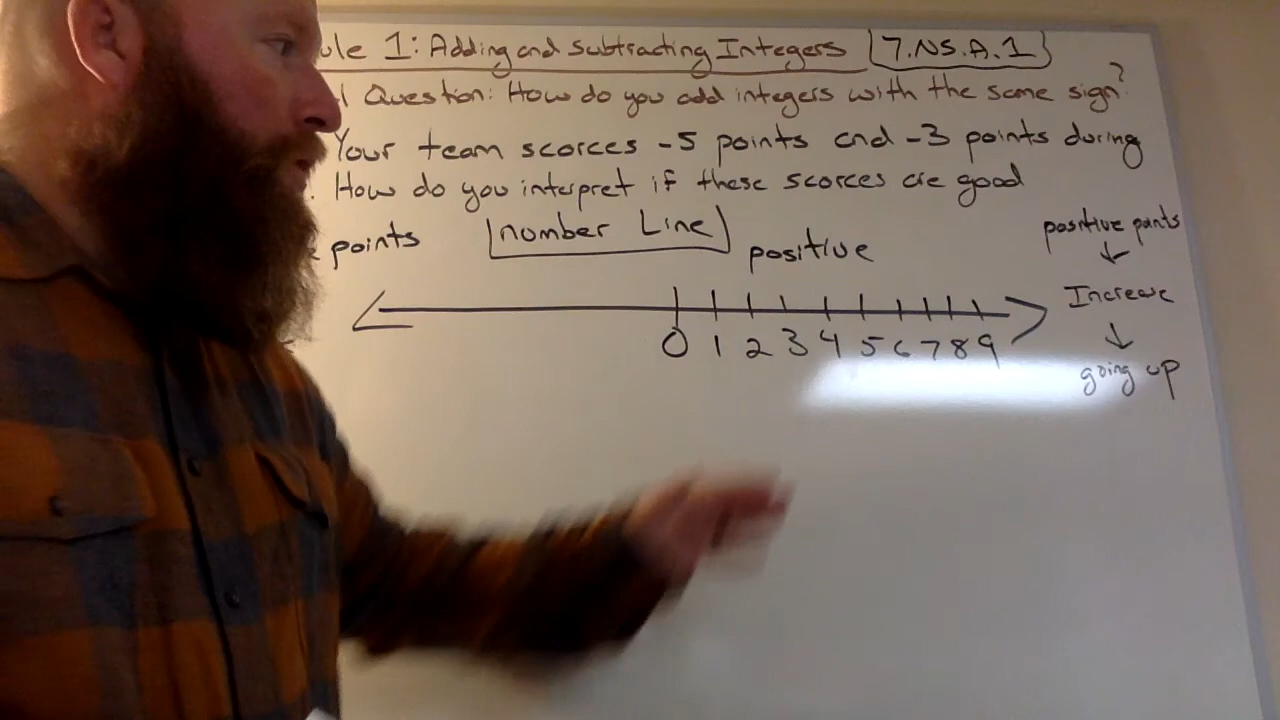 ule 1: Adding and Subtracting Integers 7.NS.A.1
l Question: How do you add integers with the same sign?
Your team scorces -5 points and -3 points during
. How do you interpret if these scorces are good
points number Line positive positive points
Increase
0 1 2 3 4 5 6 7 8 9
going up